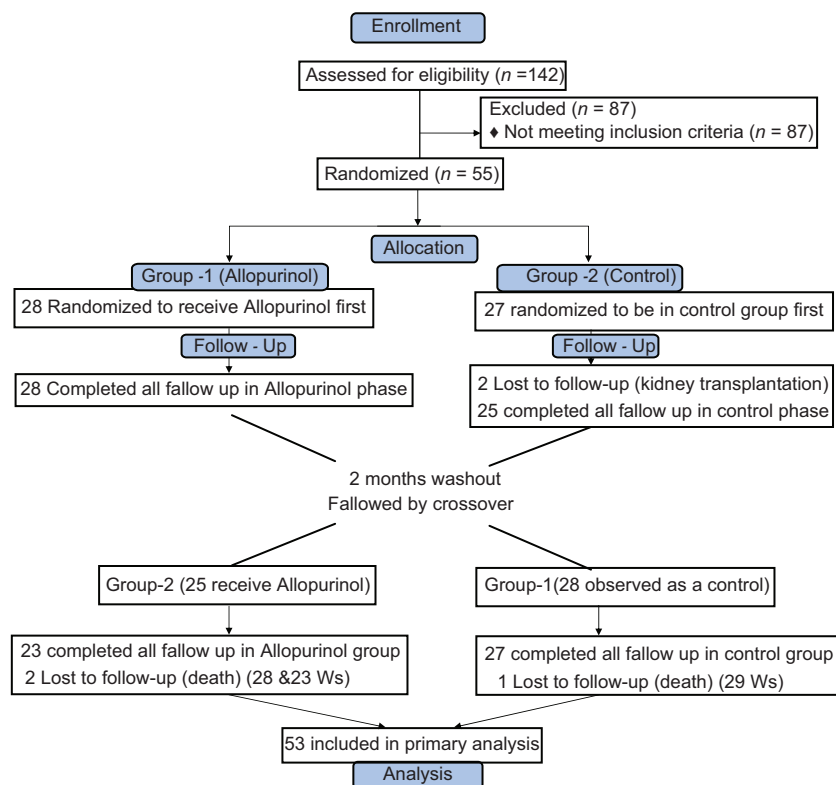 Enrollment
Assessed for eligibility (n =142)
Excluded (n = 87)
♦ Not meeting inclusion criteria (n = 87)
Randomized (n = 55)
Allocation
Group -1 (Allopurinol)
Group -2 (Control)
28 Randomized to receive Allopurinol first
27 randomized to be in control group first
Follow - Up
Follow - Up
28 Completed all fallow up in Allopurinol phase
2 Lost to follow-up (kidney transplantation)
25 completed all fallow up in control phase
2 months washout
Fallowed by crossover
Group-2 (25 receive Allopurinol)
Group-1(28 observed as a control)
23 completed all fallow up in Allopurinol group
2 Lost to follow-up (death) (28 &23 Ws)
27 completed all fallow up in control group
1 Lost to follow-up (death) (29 Ws)
53 included in primary analysis
Analysis